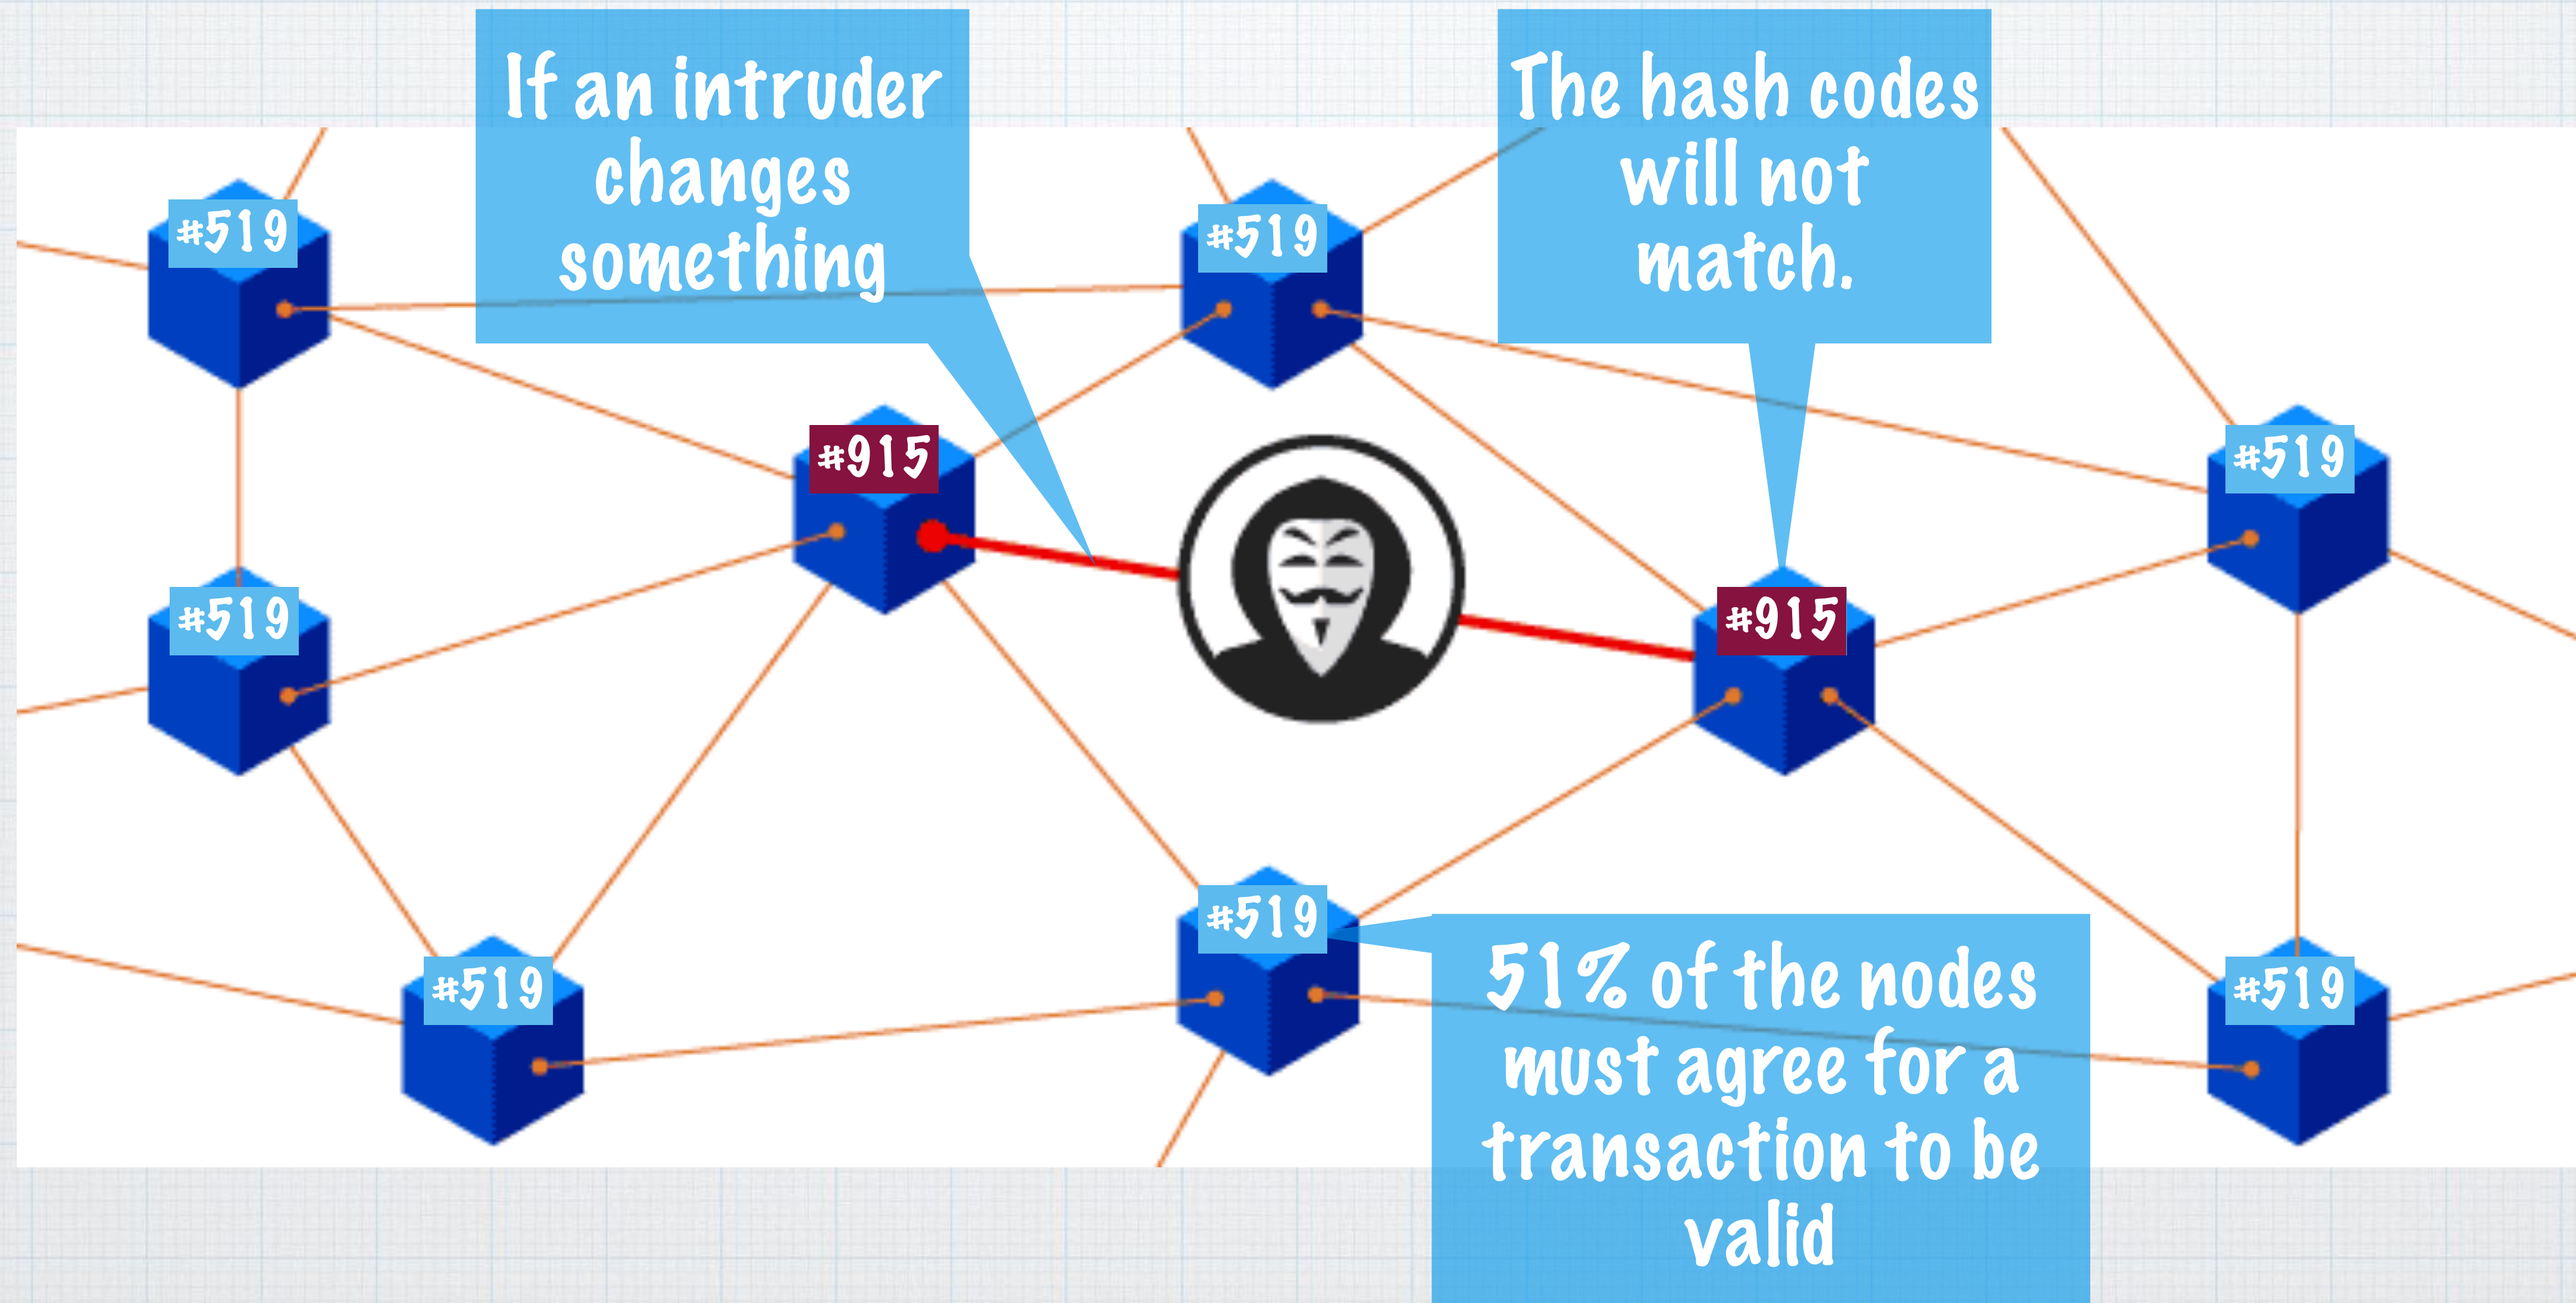 If an intruder
changes
something
The hash codes
will not
match.
#519
#519
#915
#519
#519
#915
#519
#519
#519
51% of the nodes
must agree for a
transaction to be
valid